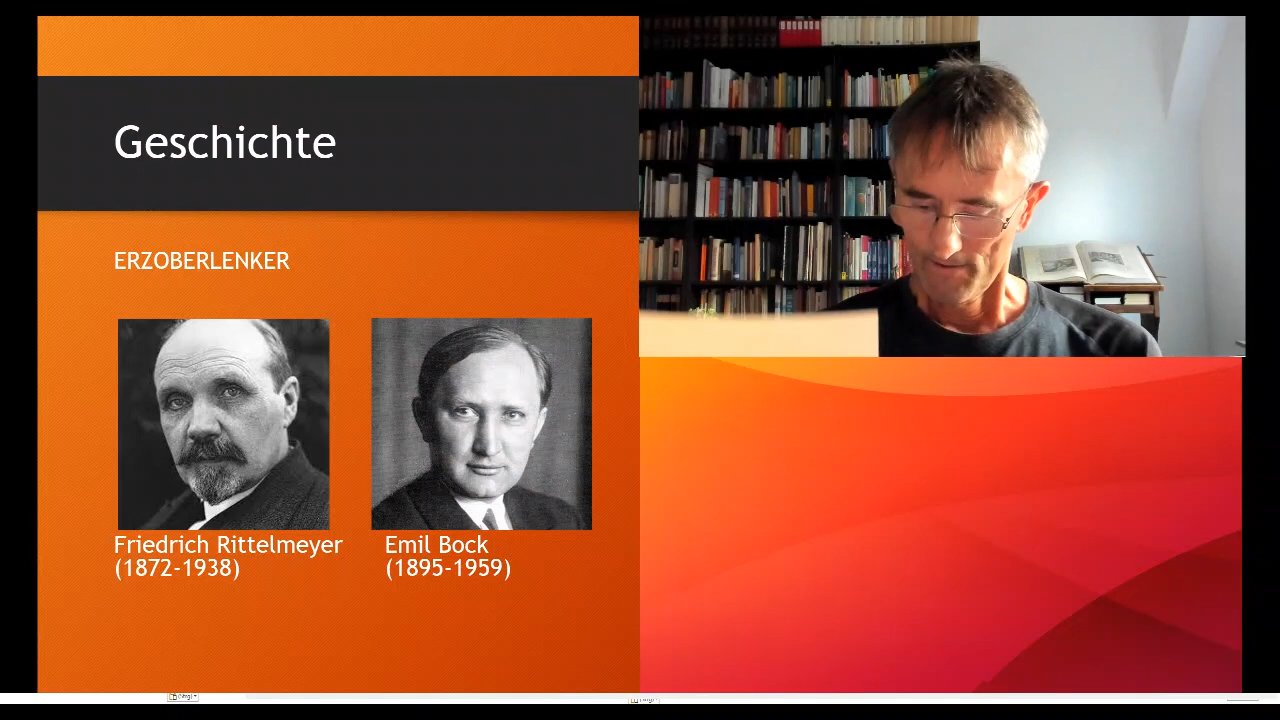 Geschichte
ERZOBERLENKER
Friedrich Rittelmeyer
(1872-1938)
Emil Bock
(1895-1959)